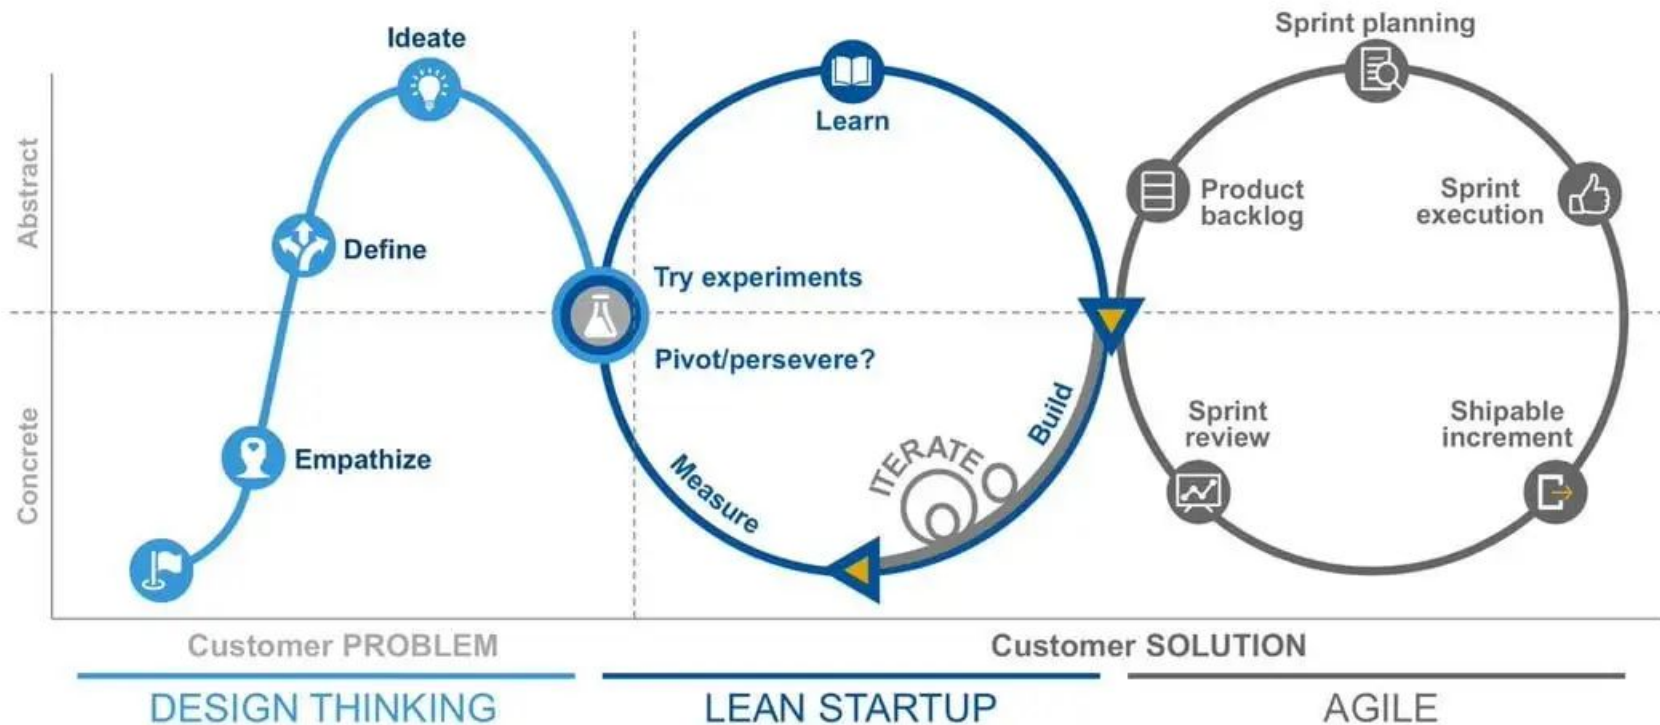 Ideate
Define
Empathize
Abstract
Concrete
Learn
Try experiments
Pivot/persevere?
Measure
ITERATE
Build
Sprint planning
Product
backlog
Sprint
execution
Sprint
review
Shipable
increment
Customer PROBLEM
Customer SOLUTION
DESIGN THINKING
LEAN STARTUP
AGILE